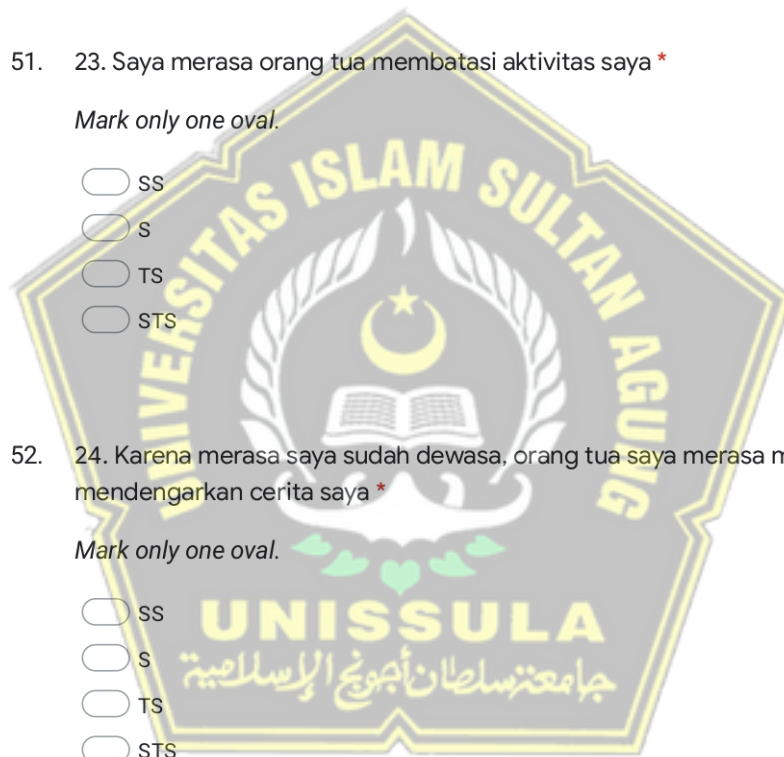 51. 23. Saya merasa orang tua membatasi aktivitas saya *
Mark only one oval.
SS
S
TS
STS
52. 24. Karena merasa saya sudah dewasa, orang tua saya merasa
mendengarkan cerita saya *
Mark only one oval.
SS
S
TS
STS
UNIVERSITAS ISLAM SULTAN AGUNG
UNISSULA
جامعة سلطان أجونج الإسلامية